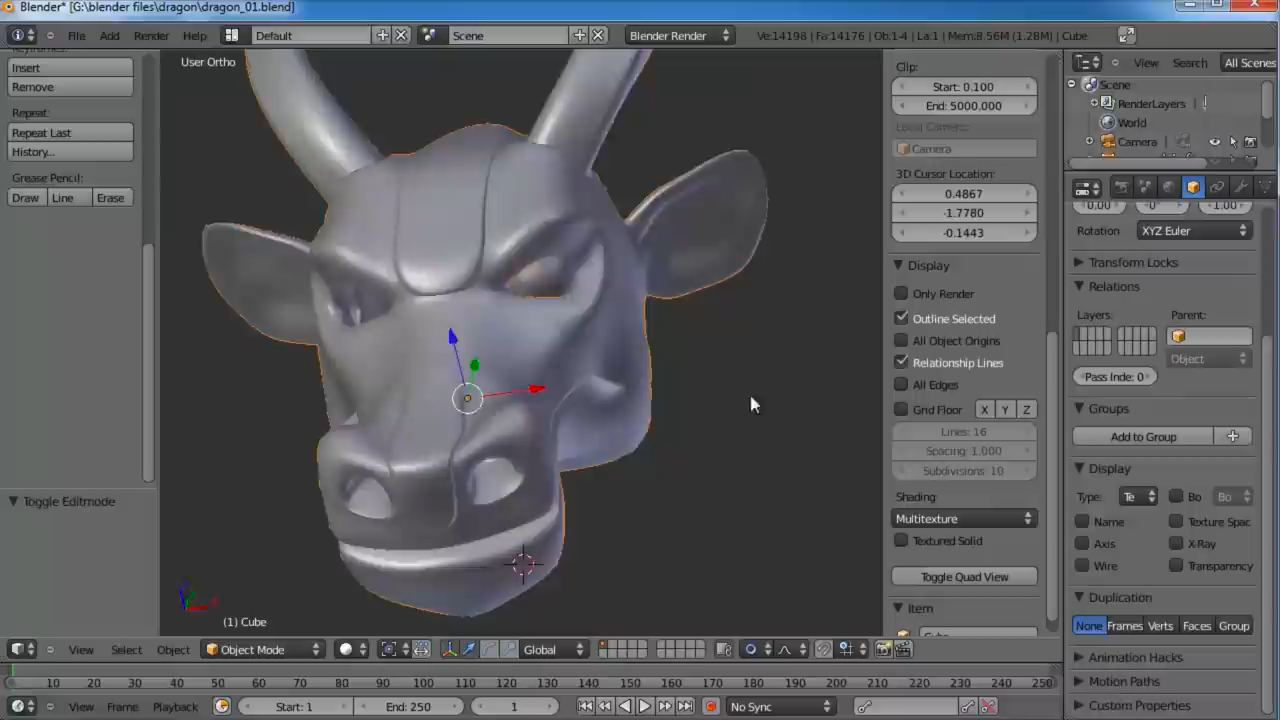 Blender* [G:\blender files\dragon\dragon_01.blend]
File Add Render Help Default Scene Blender Render Ve:14198 | Fa:14176 | Ob:1-4 | La:1 | Mem:8.56M (1.28M) | Cube
Insert
Remove
Repeat:
Repeat Last
History...
Grease Pencil:
Draw Line Erase
Toggle Editmode
User Ortho
(1) Cube
Clip:
Start: 0.100
End: 5000.000
Local Camera:
Camera
3D Cursor Location:
0.4867
-1.7780
-0.1443
Display
Only Render
Outline Selected
All Object Origins
Relationship Lines
All Edges
Grid Floor X Y Z
Lines: 16
Spacing: 1.000
Subdivisions: 10
Shading:
Multitexture
Textured Solid
Toggle Quad View
Item
View Search All Scenes
Scene
RenderLayers
World
Camera
0.00 0° 1.00
Rotation XYZ Euler
Transform Locks
Relations
Layers: Parent:
Object
Pass Inde: 0
Groups
Add to Group
Display
Type: Te Bo Bo
Name Texture Spac
Axis X-Ray
Wire Transparency
Duplication
None Frames Verts Faces Group
Animation Hacks
Motion Paths
Custom Properties
View Select Object Object Mode Global
10 20 30 40 50 60 70 80 90 100 110 120 130 140 150 160 170 180 190 200 210 220 230 240 250
View Frame Playback Start: 1 End: 250 1 No Sync